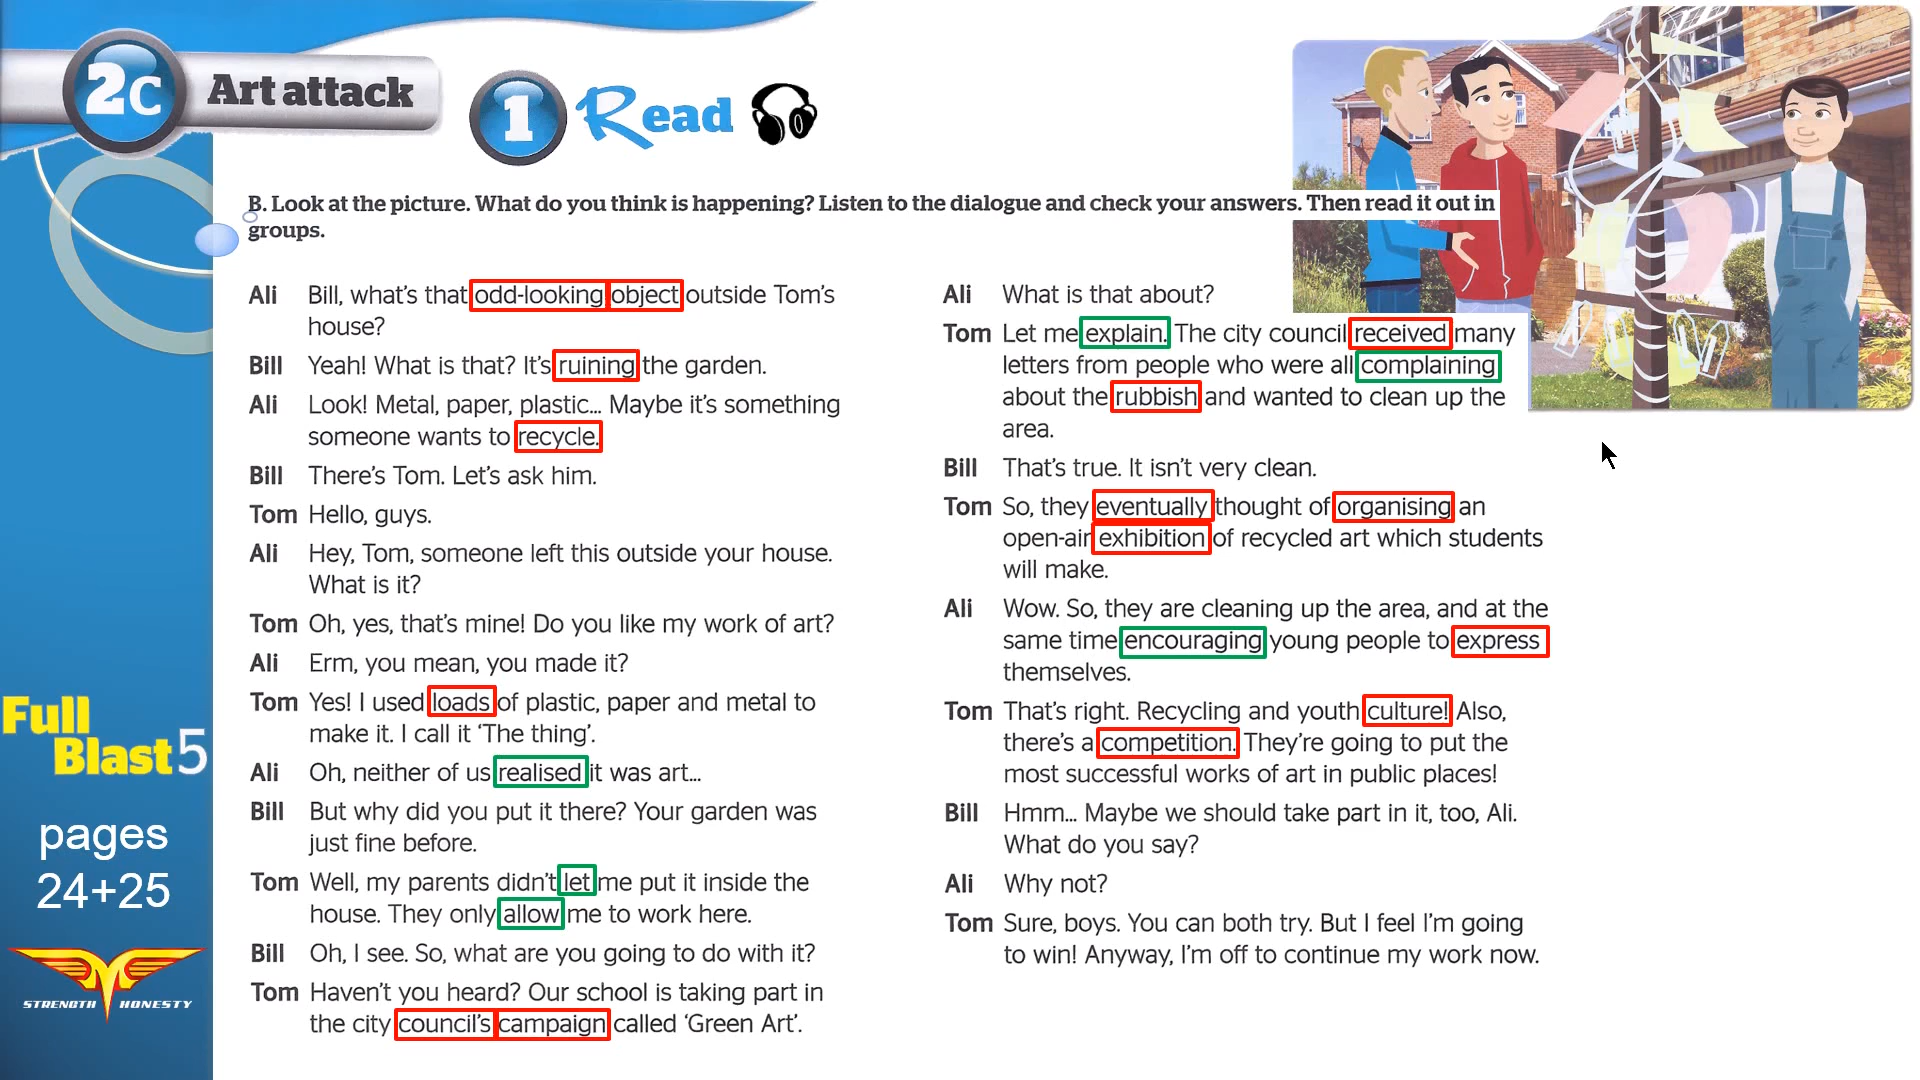 2C Art attack
1 Read
B. Look at the picture. What do you think is happening? Listen to the dialogue and check your answers. Then read it out in
groups.
Ali Bill, what's that odd-looking object outside Tom's
house?
Bill Yeah! What is that? It's ruining the garden.
Ali Look! Metal, paper, plastic... Maybe it's something
someone wants to recycle.
Bill There's Tom. Let's ask him.
Tom Hello, guys.
Ali Hey, Tom, someone left this outside your house.
What is it?
Tom Oh, yes, that's mine! Do you like my work of art?
Ali Erm, you mean, you made it?
Tom Yes! I used loads of plastic, paper and metal to
make it. I call it 'The thing'.
Ali Oh, neither of us realised it was art...
Bill But why did you put it there? Your garden was
just fine before.
Tom Well, my parents didn't let me put it inside the
house. They only allow me to work here.
Bill Oh, I see. So, what are you going to do with it?
Tom Haven't you heard? Our school is taking part in
the city council's campaign called 'Green Art'.
Ali What is that about?
Tom Let me explain. The city council received many
letters from people who were all complaining
about the rubbish and wanted to clean up the
area.
Bill That's true. It isn't very clean.
Tom So, they eventually thought of organising an
open-air exhibition of recycled art which students
will make.
Ali Wow. So, they are cleaning up the area, and at the
same time encouraging young people to express
themselves.
Tom That's right. Recycling and youth culture! Also,
there's a competition. They're going to put the
most successful works of art in public places!
Bill Hmm... Maybe we should take part in it, too, Ali.
What do you say?
Ali Why not?
Tom Sure, boys. You can both try. But I feel I'm going
to win! Anyway, I'm off to continue my work now.
Full
Blast 5
pages
24+25
STRENGTH HONESTY